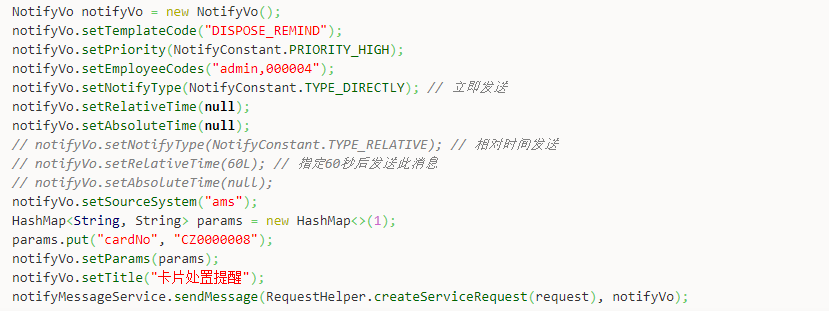 NotifyVo notifyVo = new NotifyVo();
notifyVo.setTemplateCode("DISPOSE_REMIND");
notifyVo.setPriority(NotifyConstant.PRIORITY_HIGH);
notifyVo.setEmployeeCodes("admin,000004");
notifyVo.setNotifyType(NotifyConstant.TYPE_DIRECTLY); // 立即发送
notifyVo.setRelativeTime(null);
notifyVo.setAbsoluteTime(null);
// notifyVo.setNotifyType(NotifyConstant.TYPE_RELATIVE); // 相对时间发送
// notifyVo.setRelativeTime(60L); // 指定60秒后发送此消息
// notifyVo.setAbsoluteTime(null);
notifyVo.setSourceSystem("ams");
HashMap<String, String> params = new HashMap<>(1);
params.put("cardNo", "CZ0000008");
notifyVo.setParams(params);
notifyVo.setTitle("卡片处置提醒");
notifyMessageService.sendMessage(RequestHelper.createServiceRequest(request), notifyVo);